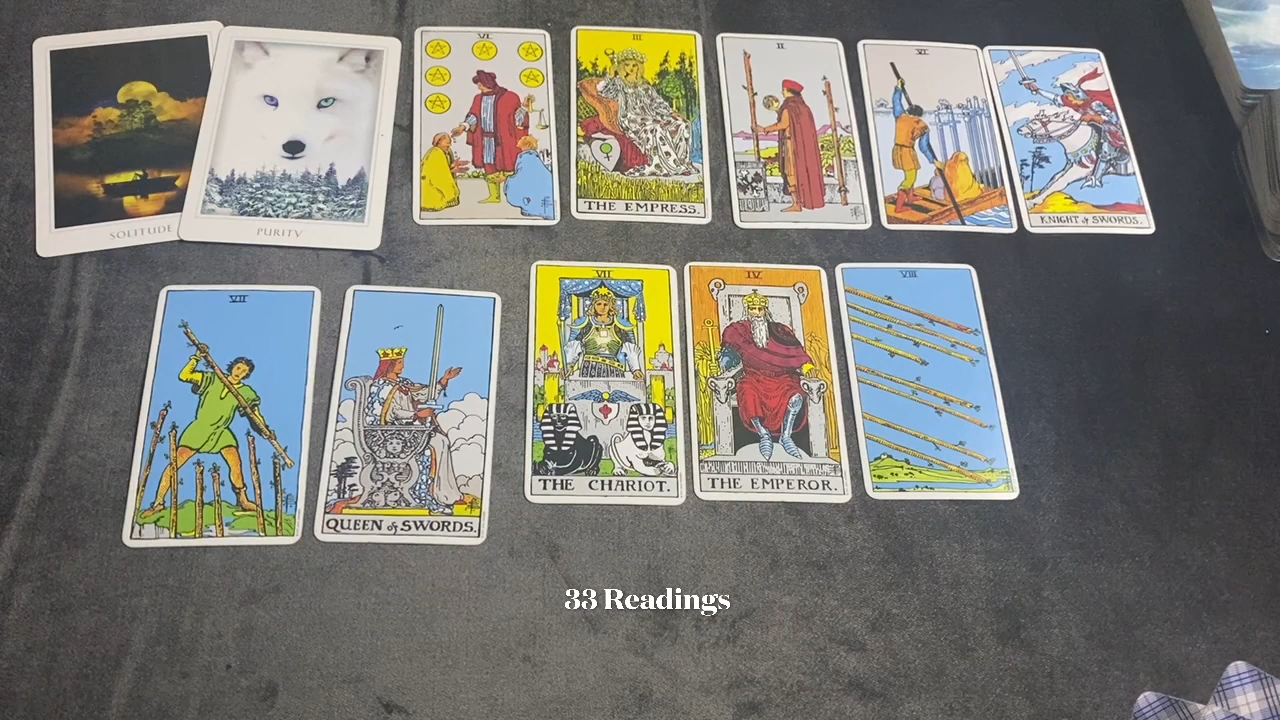 SOLITUDE
PURITY
VI
III
THE EMPRESS.
II
VI
KNIGHT of SWORDS.
VII
QUEEN of SWORDS.
VII
THE CHARIOT.
IV
THE EMPEROR.
VIII
33 Readings